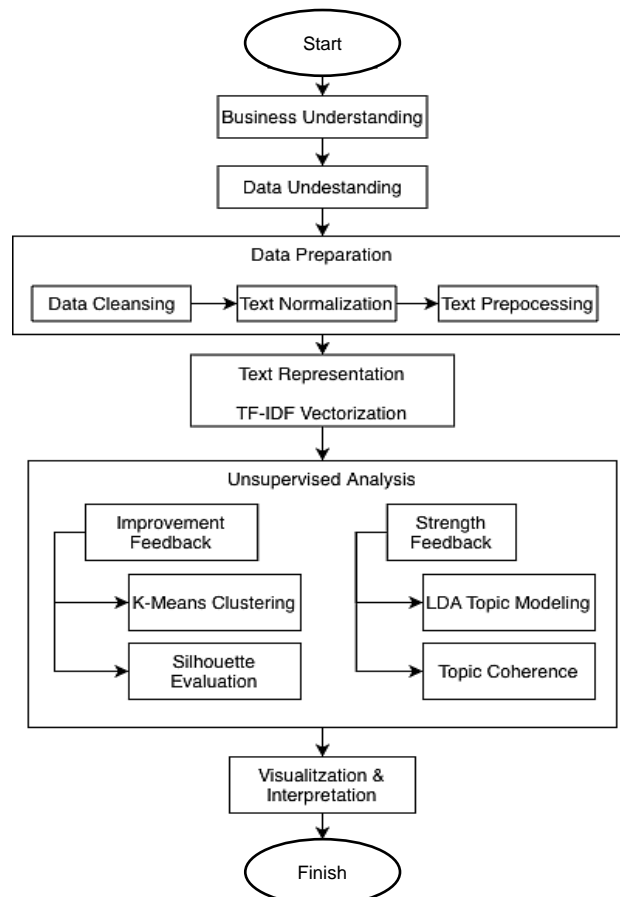 Start
Business Understanding
Data Undestanding
Data Preparation
Data Cleansing
Text Normalization
Text Prepocessing
Text Representation
TF-IDF Vectorization
Unsupervised Analysis
Improvement
Feedback
K-Means Clustering
Silhouette
Evaluation
Strength
Feedback
LDA Topic Modeling
Topic Coherence
Visualitzation &
Interpretation
Finish